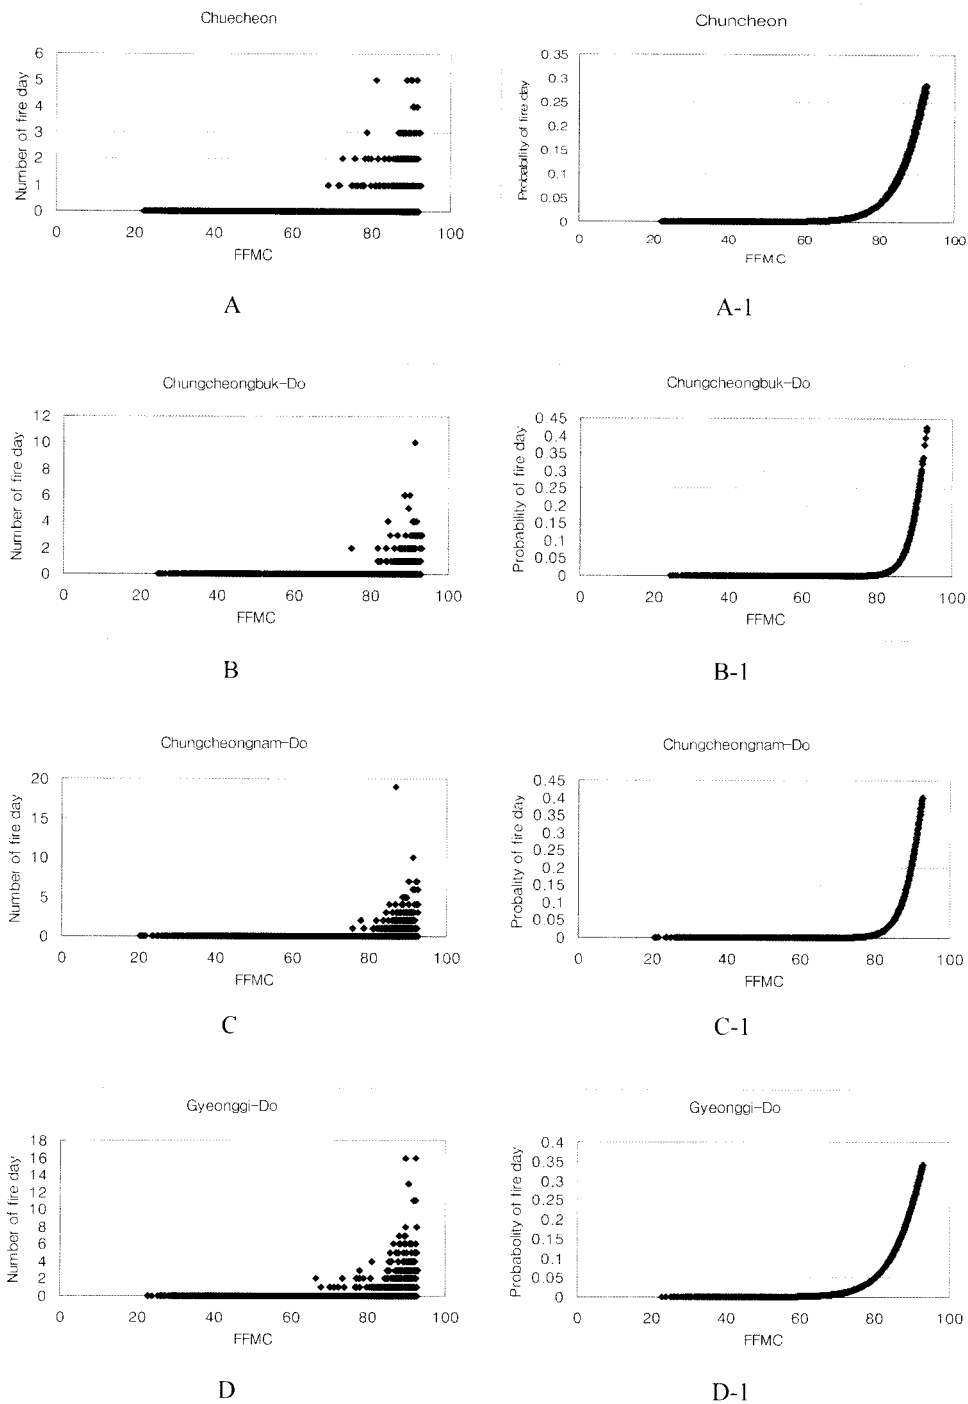 Chuecheon
Number of fire day
6
5
4
3
2
1
0
0 20 40 60 80 100
FFMC
A
Chuncheon
Probability of fire day
0.35
0.3
0.25
0.2
0.15
0.1
0.05
0
0 20 40 60 80 100
FFMC
A-1
Chungcheongbuk-Do
Number of fire day
12
10
8
6
4
2
0
0 20 40 60 80 100
FFMC
B
Chungcheongbuk-Do
Probability of fire day
0.45
0.4
0.35
0.3
0.25
0.2
0.15
0.1
0.05
0
0 20 40 60 80 100
FFMC
B-1
Chungcheongnam-Do
Number of fire day
20
15
10
5
0
0 20 40 60 80 100
FFMC
C
Chungcheongnam-Do
Probality of fire day
0.45
0.4
0.35
0.3
0.25
0.2
0.15
0.1
0.05
0
0 20 40 60 80 100
FFMC
C-1
Gyeonggi-Do
Number of fire day
18
16
14
12
10
8
6
4
2
0
0 20 40 60 80 100
FFMC
D
Gyeonggi-Do
Probabolity of fire day
0.4
0.35
0.3
0.25
0.2
0.15
0.1
0.05
0
0 20 40 60 80 100
FFMC
D-1